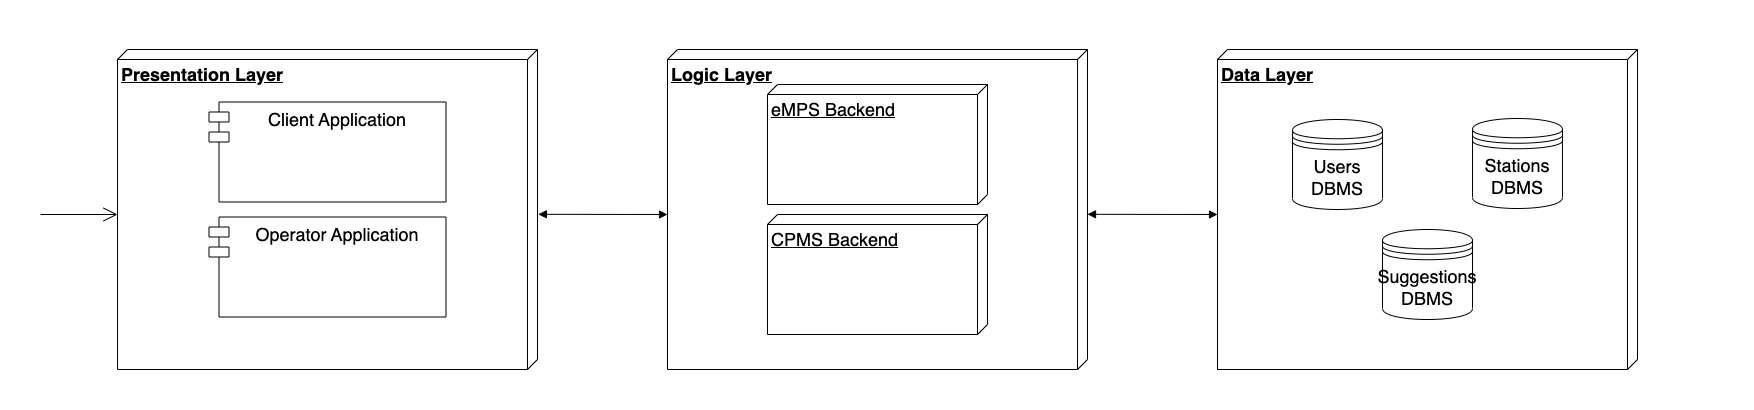 Presentation Layer
Client Application
Operator Application
Logic Layer
eMPS Backend
CPMS Backend
Data Layer
Users
DBMS
Stations
DBMS
Suggestions
DBMS